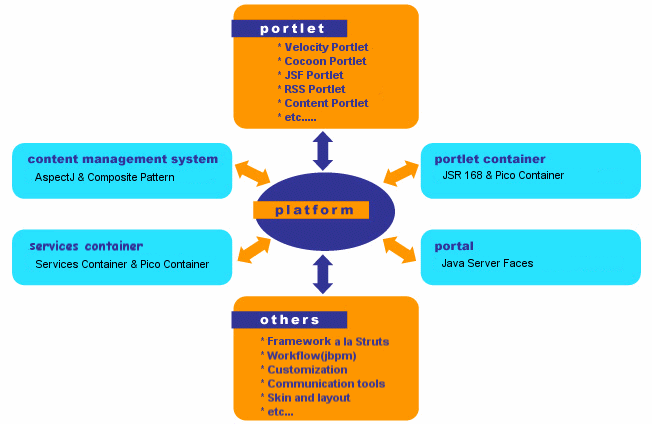 portlet
* Velocity Portlet
* Cocoon Portlet
* JSF Portlet
* RSS Portlet
* Content Portlet
* etc.....
content management system
AspectJ & Composite Pattern
portlet container
JSR 168 & Pico Container
platform
services container
Services Container & Pico Container
portal
Java Server Faces
others
* Framework a la Struts
* Workflow(jbpm)
* Customization
* Communication tools
* Skin and layout
* etc...